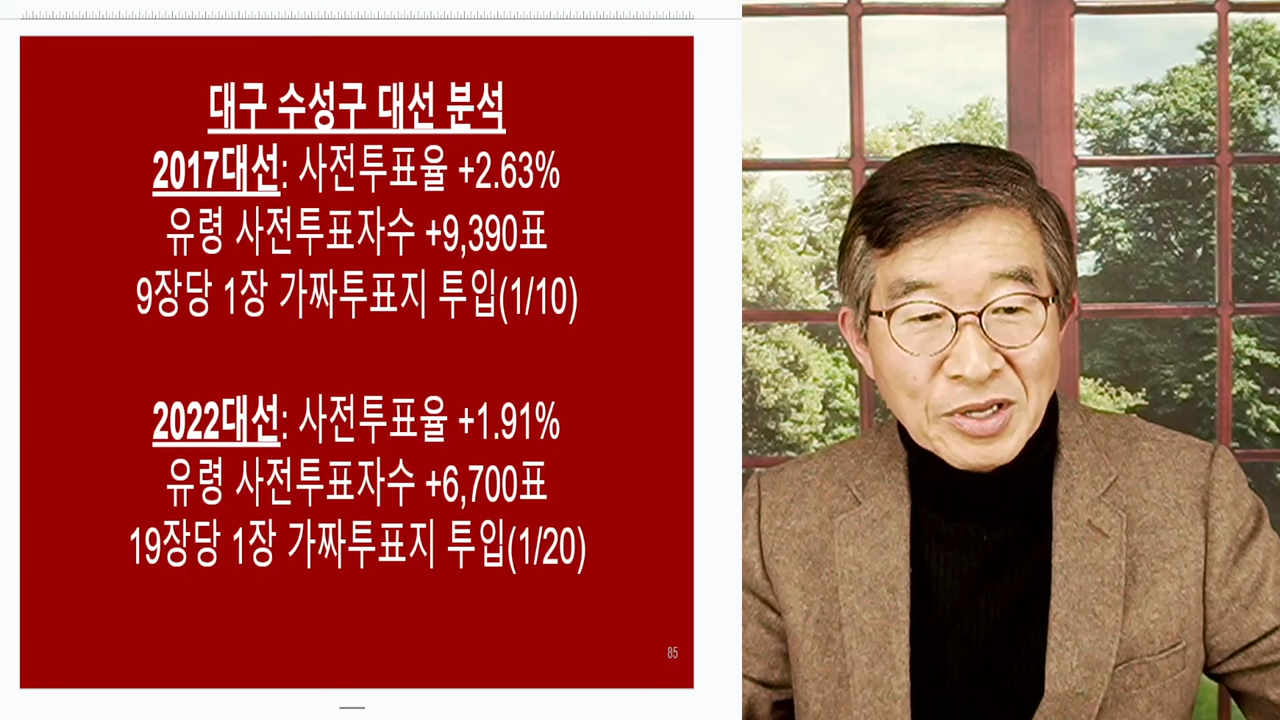 대구 수성구 대선 분석
2017대선: 사전투표율 +2.63%
유령 사전투표자수 +9,390표
9장당 1장 가짜투표지 투입(1/10)
2022대선: 사전투표율 +1.91%
유령 사전투표자수 +6,700표
19장당 1장 가짜투표지 투입(1/20)
85